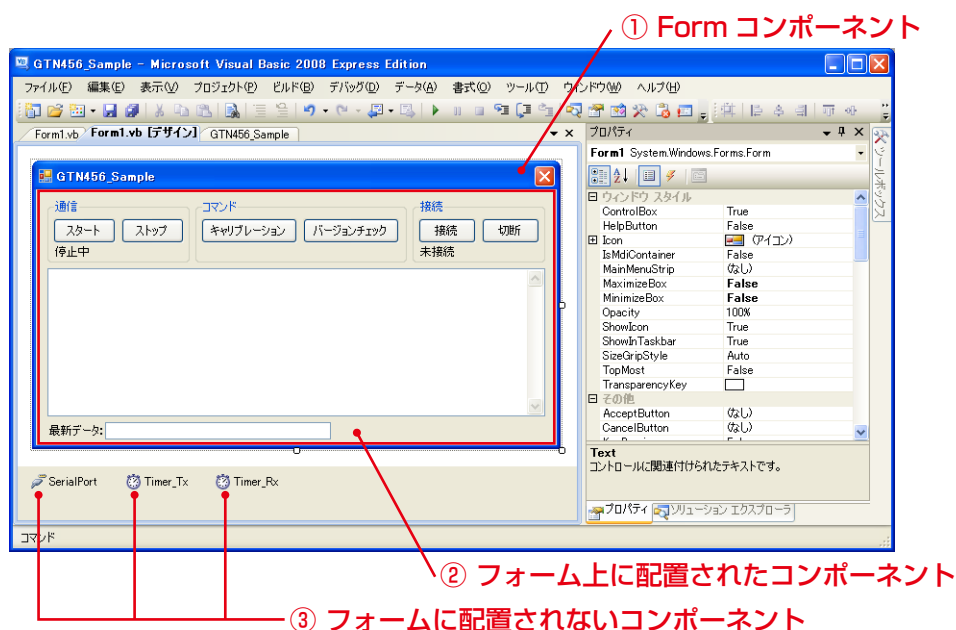 ① Form コンポーネント
GTN456_Sample - Microsoft Visual Basic 2008 Express Edition
ファイル(F) 編集(E) 表示(V) プロジェクト(P) ビルド(B) デバッグ(D) データ(A) 書式(O) ツール(T) ウィンドウ(W) ヘルプ(H)
Form1.vb Form1.vb [デザイン] GTN456_Sample
プロパティ
Form1 System.Windows.Forms.Form
ツールボックス
GTN456_Sample
通信 コマンド 接続
スタート ストップ キャリブレーション バージョンチェック 接続 切断
停止中 未接続
最新データ:
ウィンドウ スタイル
ControlBox True
HelpButton False
Icon (アイコン)
IsMdiContainer False
MainMenuStrip (なし)
MaximizeBox False
MinimizeBox False
Opacity 100%
ShowIcon True
ShowInTaskbar True
SizeGripStyle Auto
TopMost False
TransparencyKey
その他
AcceptButton (なし)
CancelButton (なし)
Text
コントロールに関連付けられたテキストです。
プロパティ ソリューション エクスプローラ
SerialPort Timer_Tx Timer_Rx
コマンド
② フォーム上に配置されたコンポーネント
③ フォームに配置されないコンポーネント